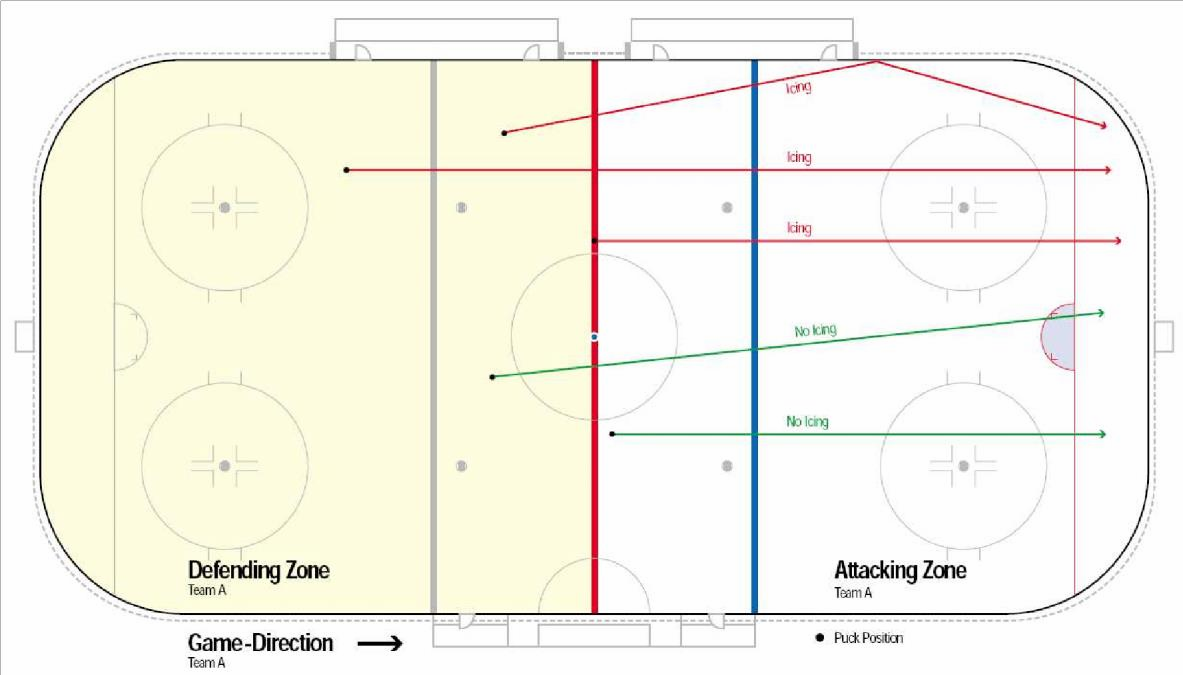 Icing
Icing
Icing
No Icing
No Icing
Defending Zone
Team A
Attacking Zone
Team A
Game-Direction
Team A
Puck Position